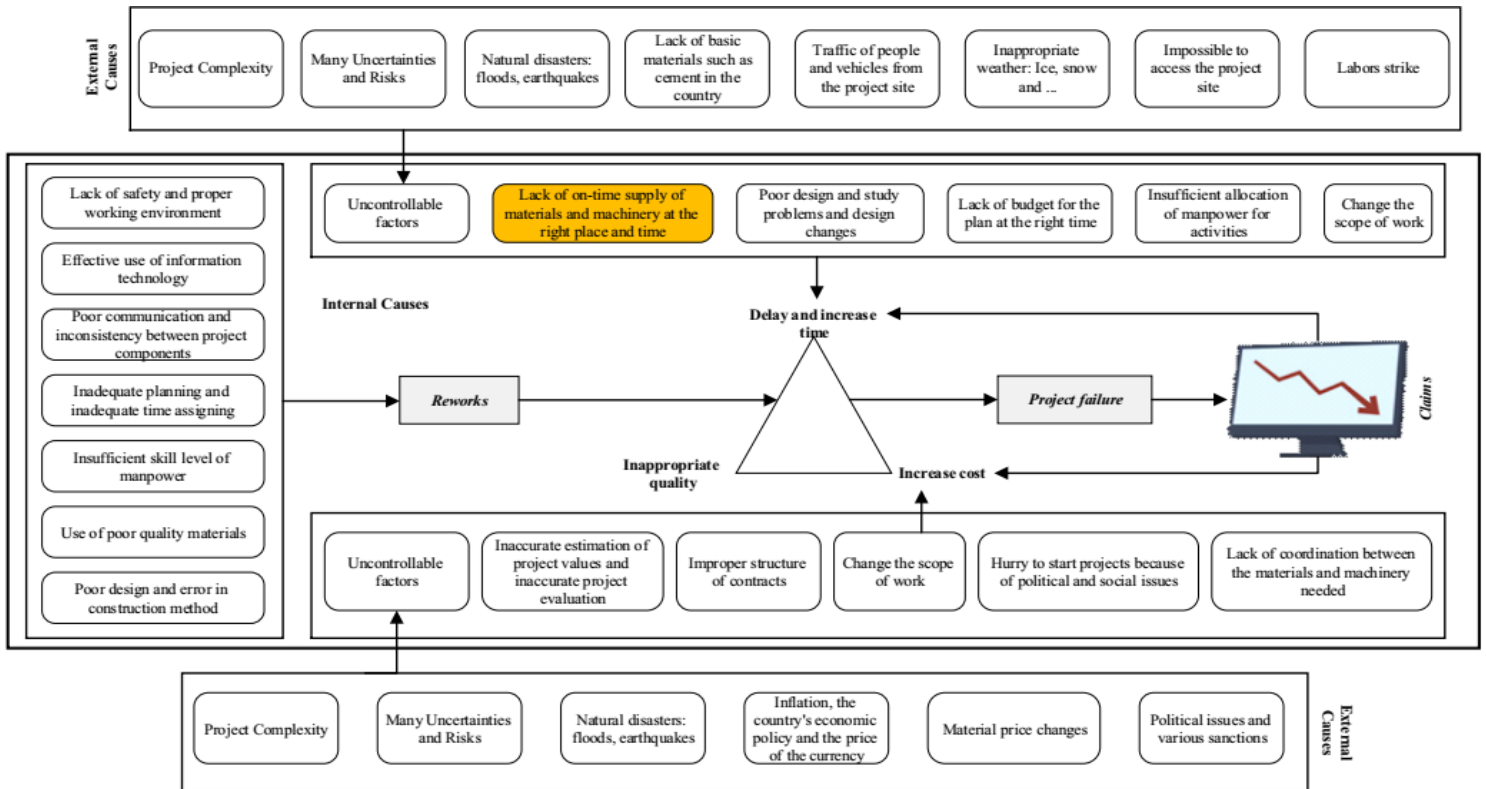 External
Causes
Project Complexity
Many Uncertainties
and Risks
Natural disasters:
floods, earthquakes
Lack of basic
materials such as
cement in the
country
Traffic of people
and vehicles from
the project site
Inappropriate
weather: Ice, snow
and ...
Impossible to
access the project
site
Labors strike
Lack of safety and proper
working environment
Effective use of information
technology
Poor communication and
inconsistency between project
components
Inadequate planning and
inadequate time assigning
Insufficient skill level of
manpower
Use of poor quality materials
Poor design and error in
construction method
Uncontrollable
factors
Lack of on-time supply of
materials and machinery at the
right place and time
Poor design and study
problems and design
changes
Lack of budget for the
plan at the right time
Insufficient allocation
of manpower for
activities
Change the
scope of work
Internal Causes
Delay and increase
time
Reworks
Project failure
Claims
Inappropriate
quality
Increase cost
Uncontrollable
factors
Inaccurate estimation of
project values and
inaccurate project
evaluation
Improper structure
of contracts
Change the scope
of work
Hurry to start projects because
of political and social issues
Lack of coordination between
the materials and machinery
needed
Project Complexity
Many Uncertainties
and Risks
Natural disasters:
floods, earthquakes
Inflation, the
country's economic
policy and the price
of the currency
Material price changes
Political issues and
various sanctions
External
Causes